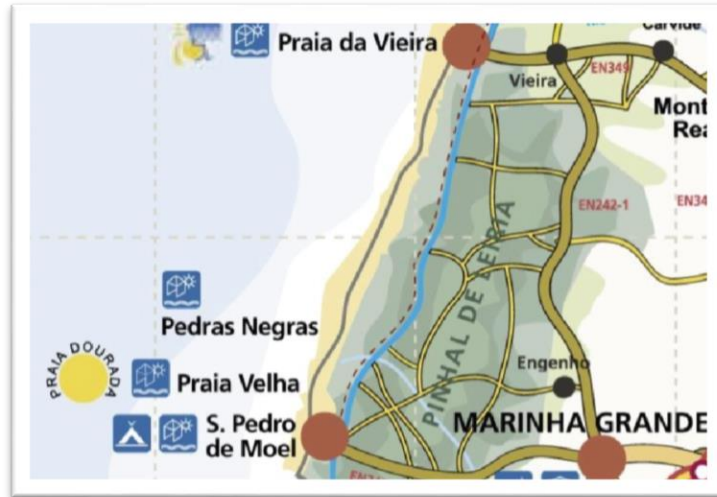 Praia da Vieira
Carvide
Vieira
EN349
Mont
Rea
EN242-1
EN34
PINHAL DE LEIRIA
Pedras Negras
PRAIA DOURADA
Praia Velha
Engenho
S. Pedro
de Moel
MARINHA GRANDE